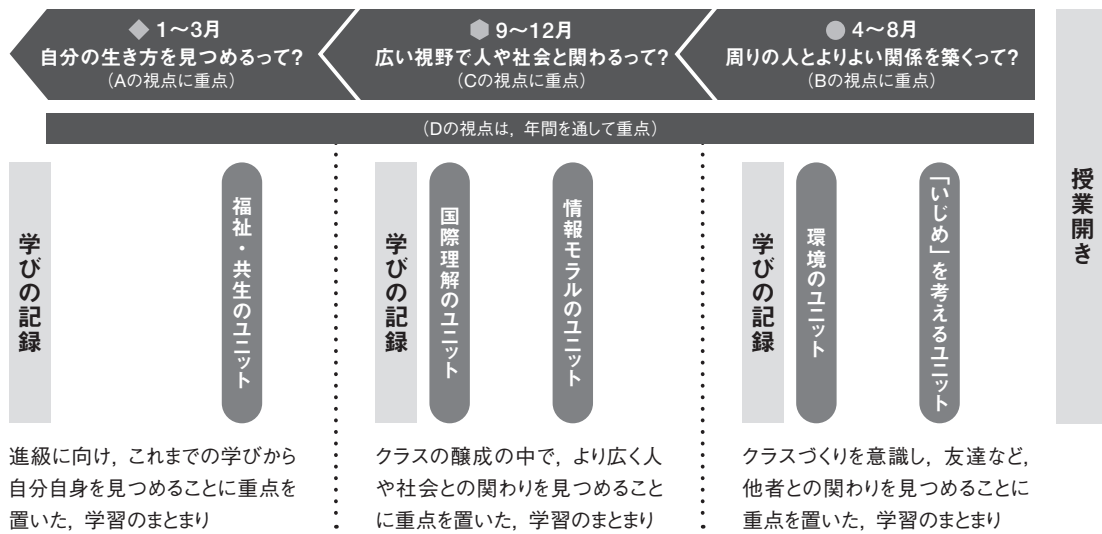 授業開き
● 4〜8月
周りの人とよりよい関係を築くって?
(Bの視点に重点)
⬢ 9〜12月
広い視野で人や社会と関わるって?
(Cの視点に重点)
◆ 1〜3月
自分の生き方を見つめるって?
(Aの視点に重点)
(Dの視点は,年間を通して重点)
「いじめ」を考えるユニット
環境のユニット
学びの記録
情報モラルのユニット
国際理解のユニット
学びの記録
福祉・共生のユニット
学びの記録
クラスづくりを意識し,友達など,
他者との関わりを見つめることに
重点を置いた,学習のまとまり
クラスの醸成の中で,より広く人
や社会との関わりを見つめること
に重点を置いた,学習のまとまり
進級に向け,これまでの学びから
自分自身を見つめることに重点を
置いた,学習のまとまり